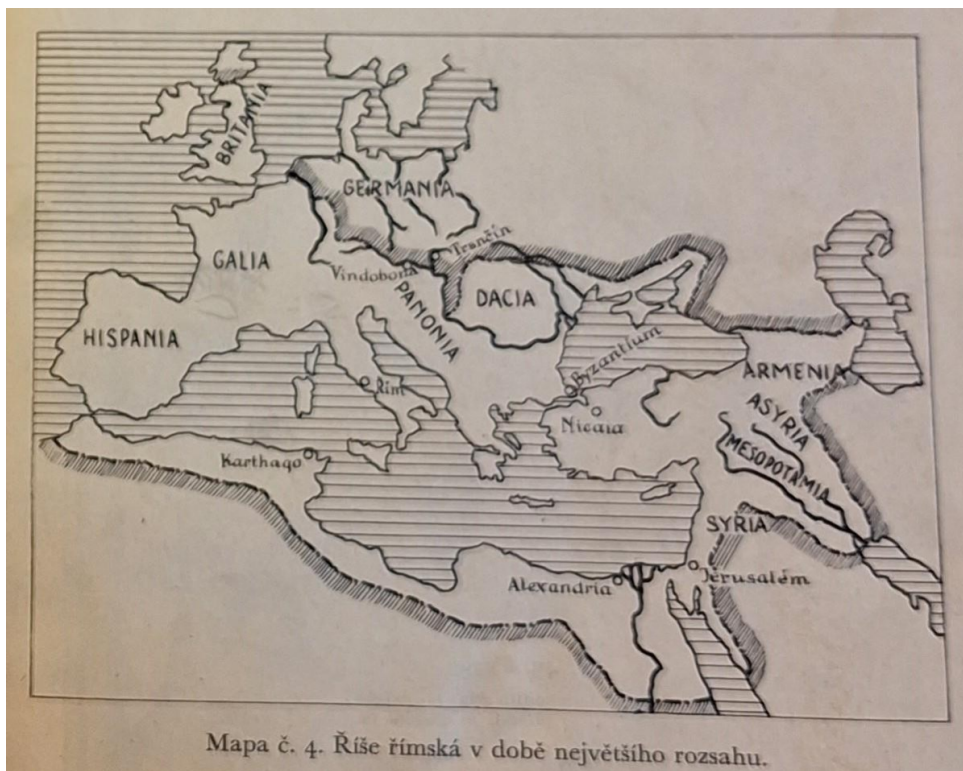 BRITANIA
GERMANIA
Trenčín
GALIA
Vindobona
PANONIA
DACIA
HISPANIA
Rím
Byzantium
ARMENIA
Nicaia
ASYRIA
MESOPOTAMIA
Karthago
SYRIA
Alexandria
Jerusalém
Mapa č. 4. Říše římská v době největšího rozsahu.